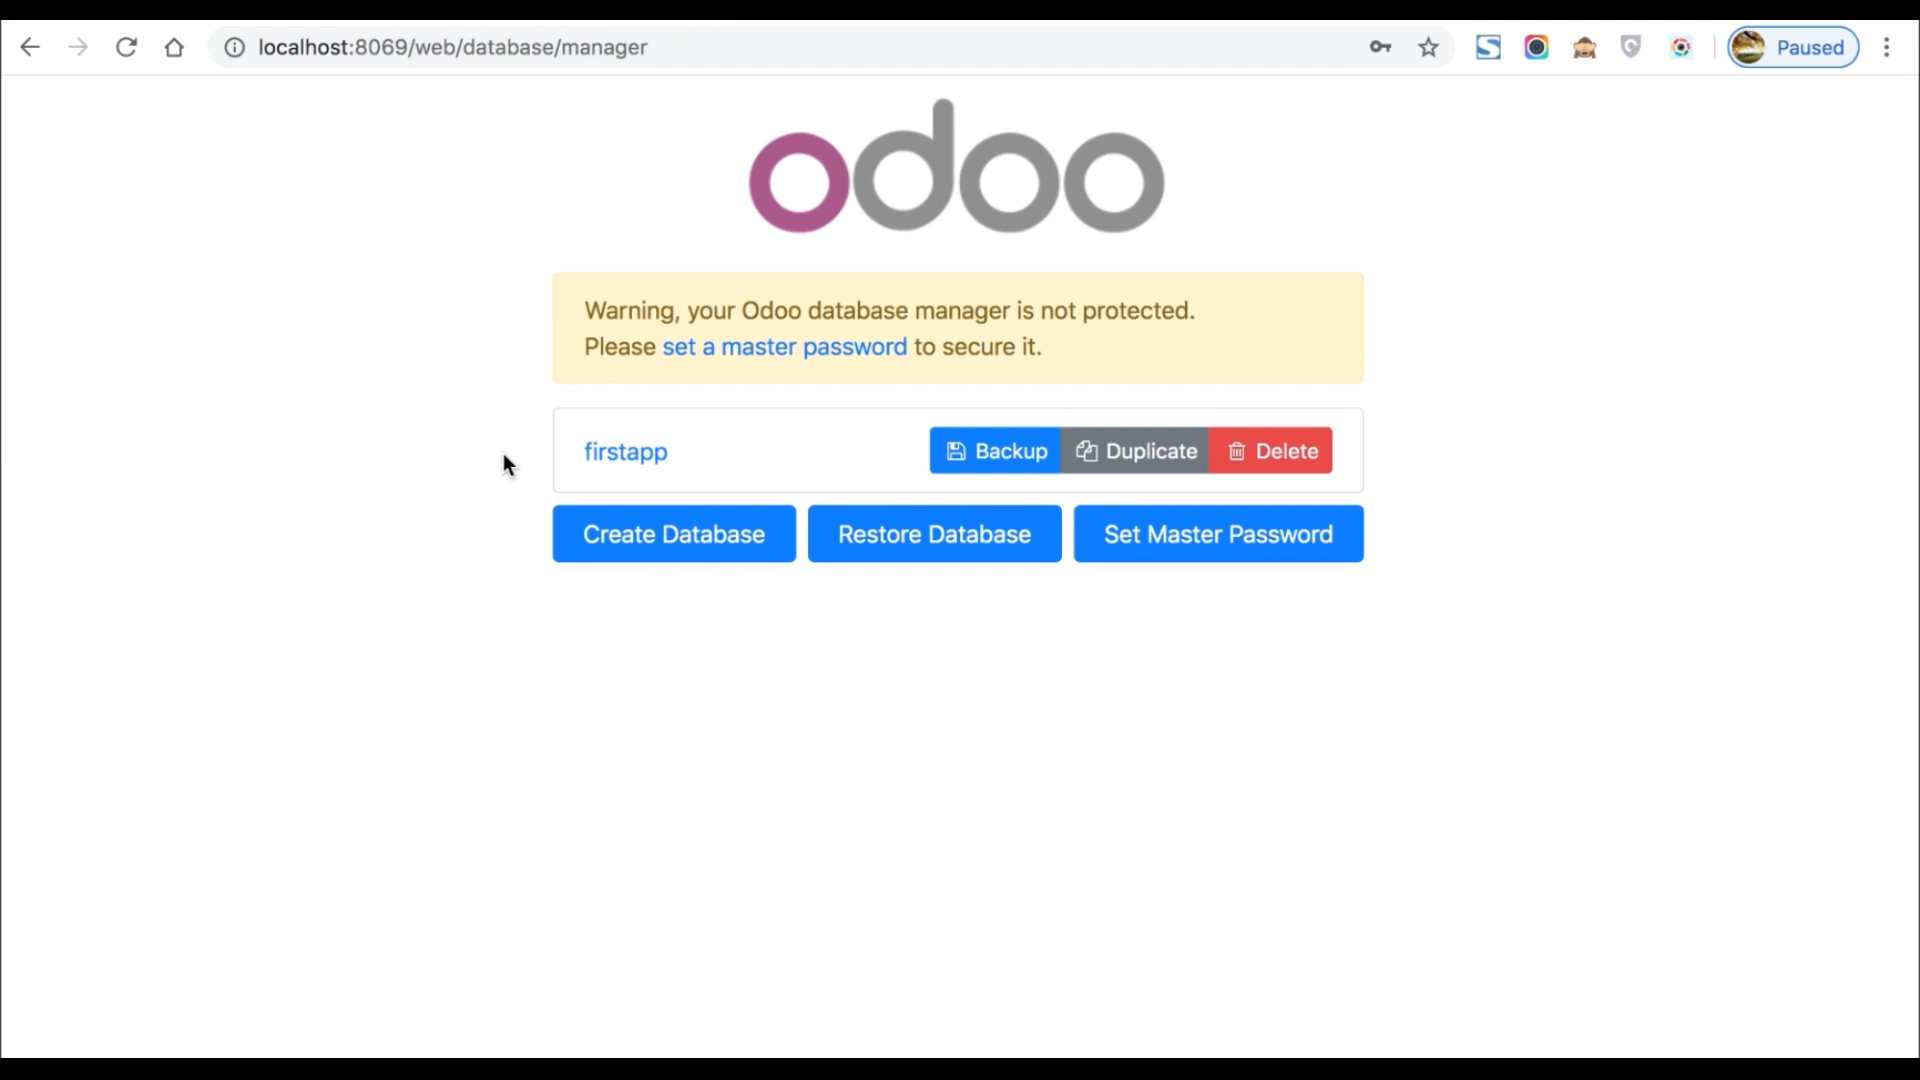 localhost:8069/web/database/manager
Paused
odoo
Warning, your Odoo database manager is not protected.
Please set a master password to secure it.
firstapp
Backup
Duplicate
Delete
Create Database
Restore Database
Set Master Password